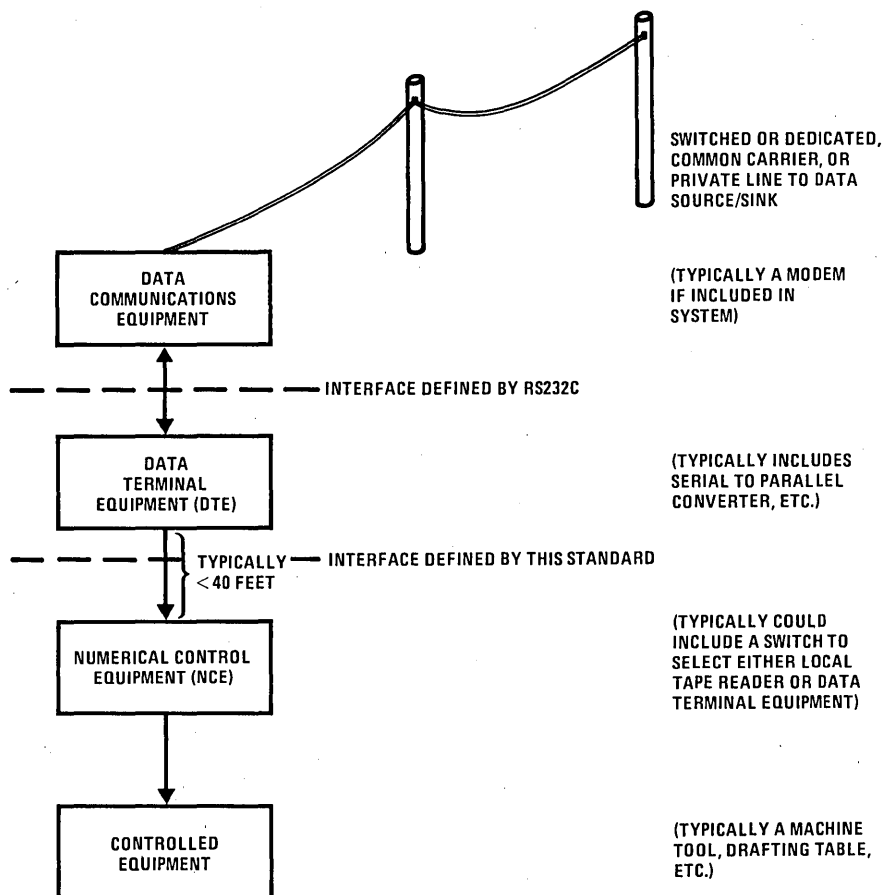 SWITCHED OR DEDICATED,
COMMON CARRIER, OR
PRIVATE LINE TO DATA
SOURCE/SINK
DATA
COMMUNICATIONS
EQUIPMENT
(TYPICALLY A MODEM
IF INCLUDED IN
SYSTEM)
INTERFACE DEFINED BY RS232C
DATA
TERMINAL
EQUIPMENT (DTE)
(TYPICALLY INCLUDES
SERIAL TO PARALLEL
CONVERTER, ETC.)
TYPICALLY
<40 FEET
INTERFACE DEFINED BY THIS STANDARD
NUMERICAL CONTROL
EQUIPMENT (NCE)
(TYPICALLY COULD
INCLUDE A SWITCH TO
SELECT EITHER LOCAL
TAPE READER OR DATA
TERMINAL EQUIPMENT)
CONTROLLED
EQUIPMENT
(TYPICALLY A MACHINE
TOOL, DRAFTING TABLE,
ETC.)